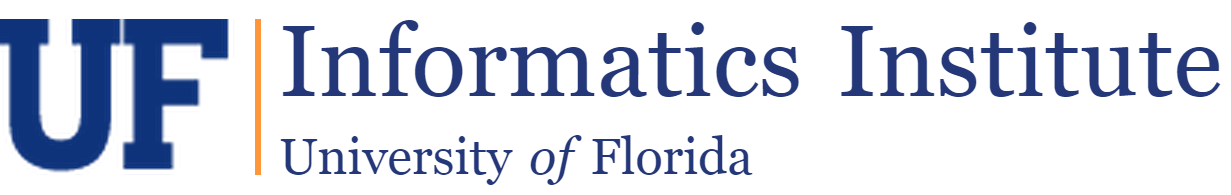 UF
Informatics Institute
University of Florida